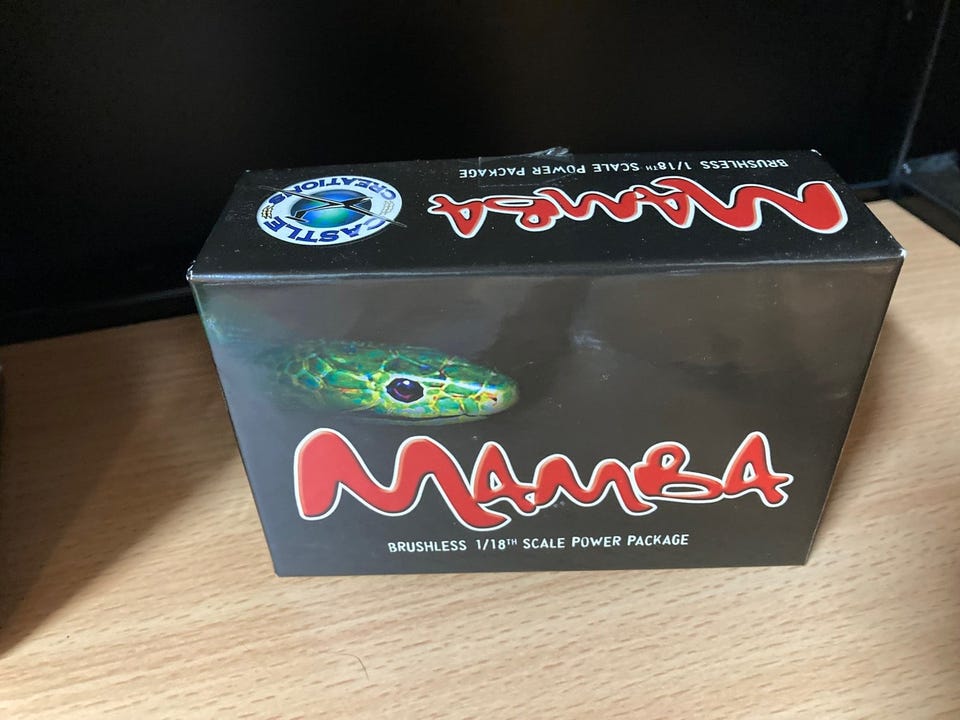 BRUSHLESS 1/18TH SCALE POWER PACKAGE
MAMBA
CASTLE
CREATIONS
MAMBA
BRUSHLESS 1/18TH SCALE POWER PACKAGE